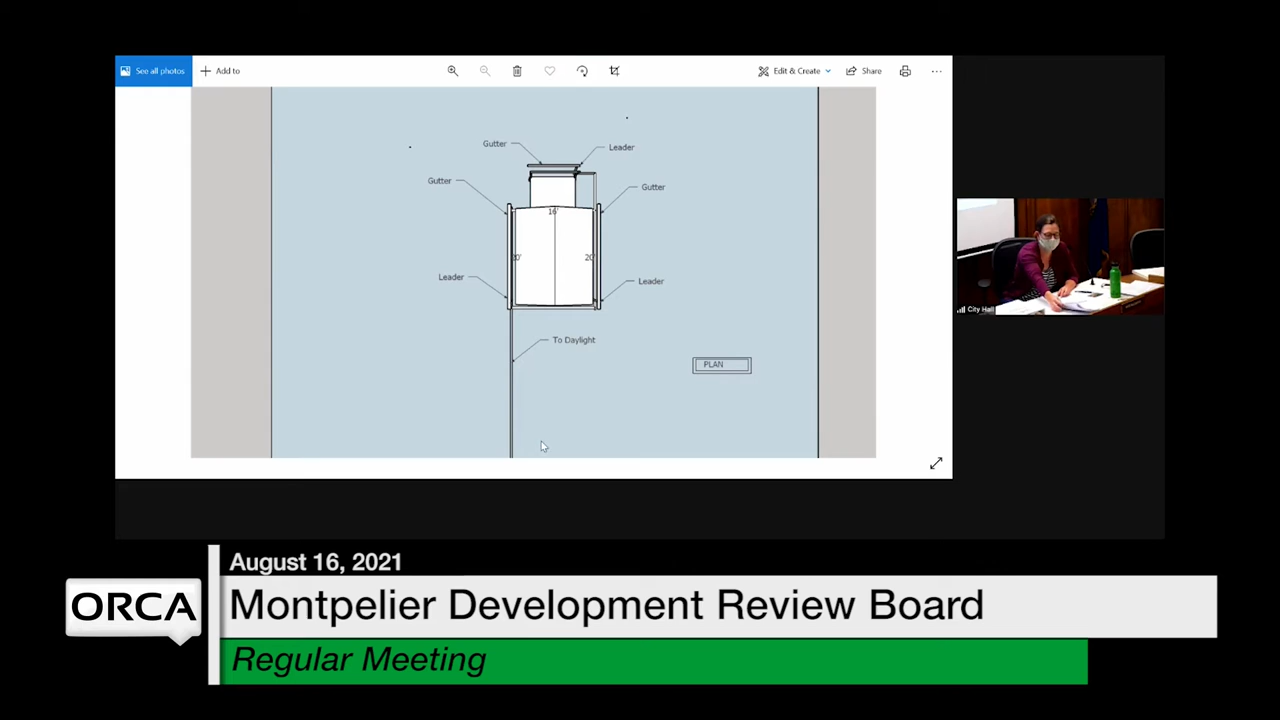 See all photos
Add to
Edit & Create
Share
Gutter
Leader
Gutter
Gutter
16'
20'
Leader
Leader
To Daylight
PLAN
City Hall
August 16, 2021
ORCA
Montpelier Development Review Board
Regular Meeting